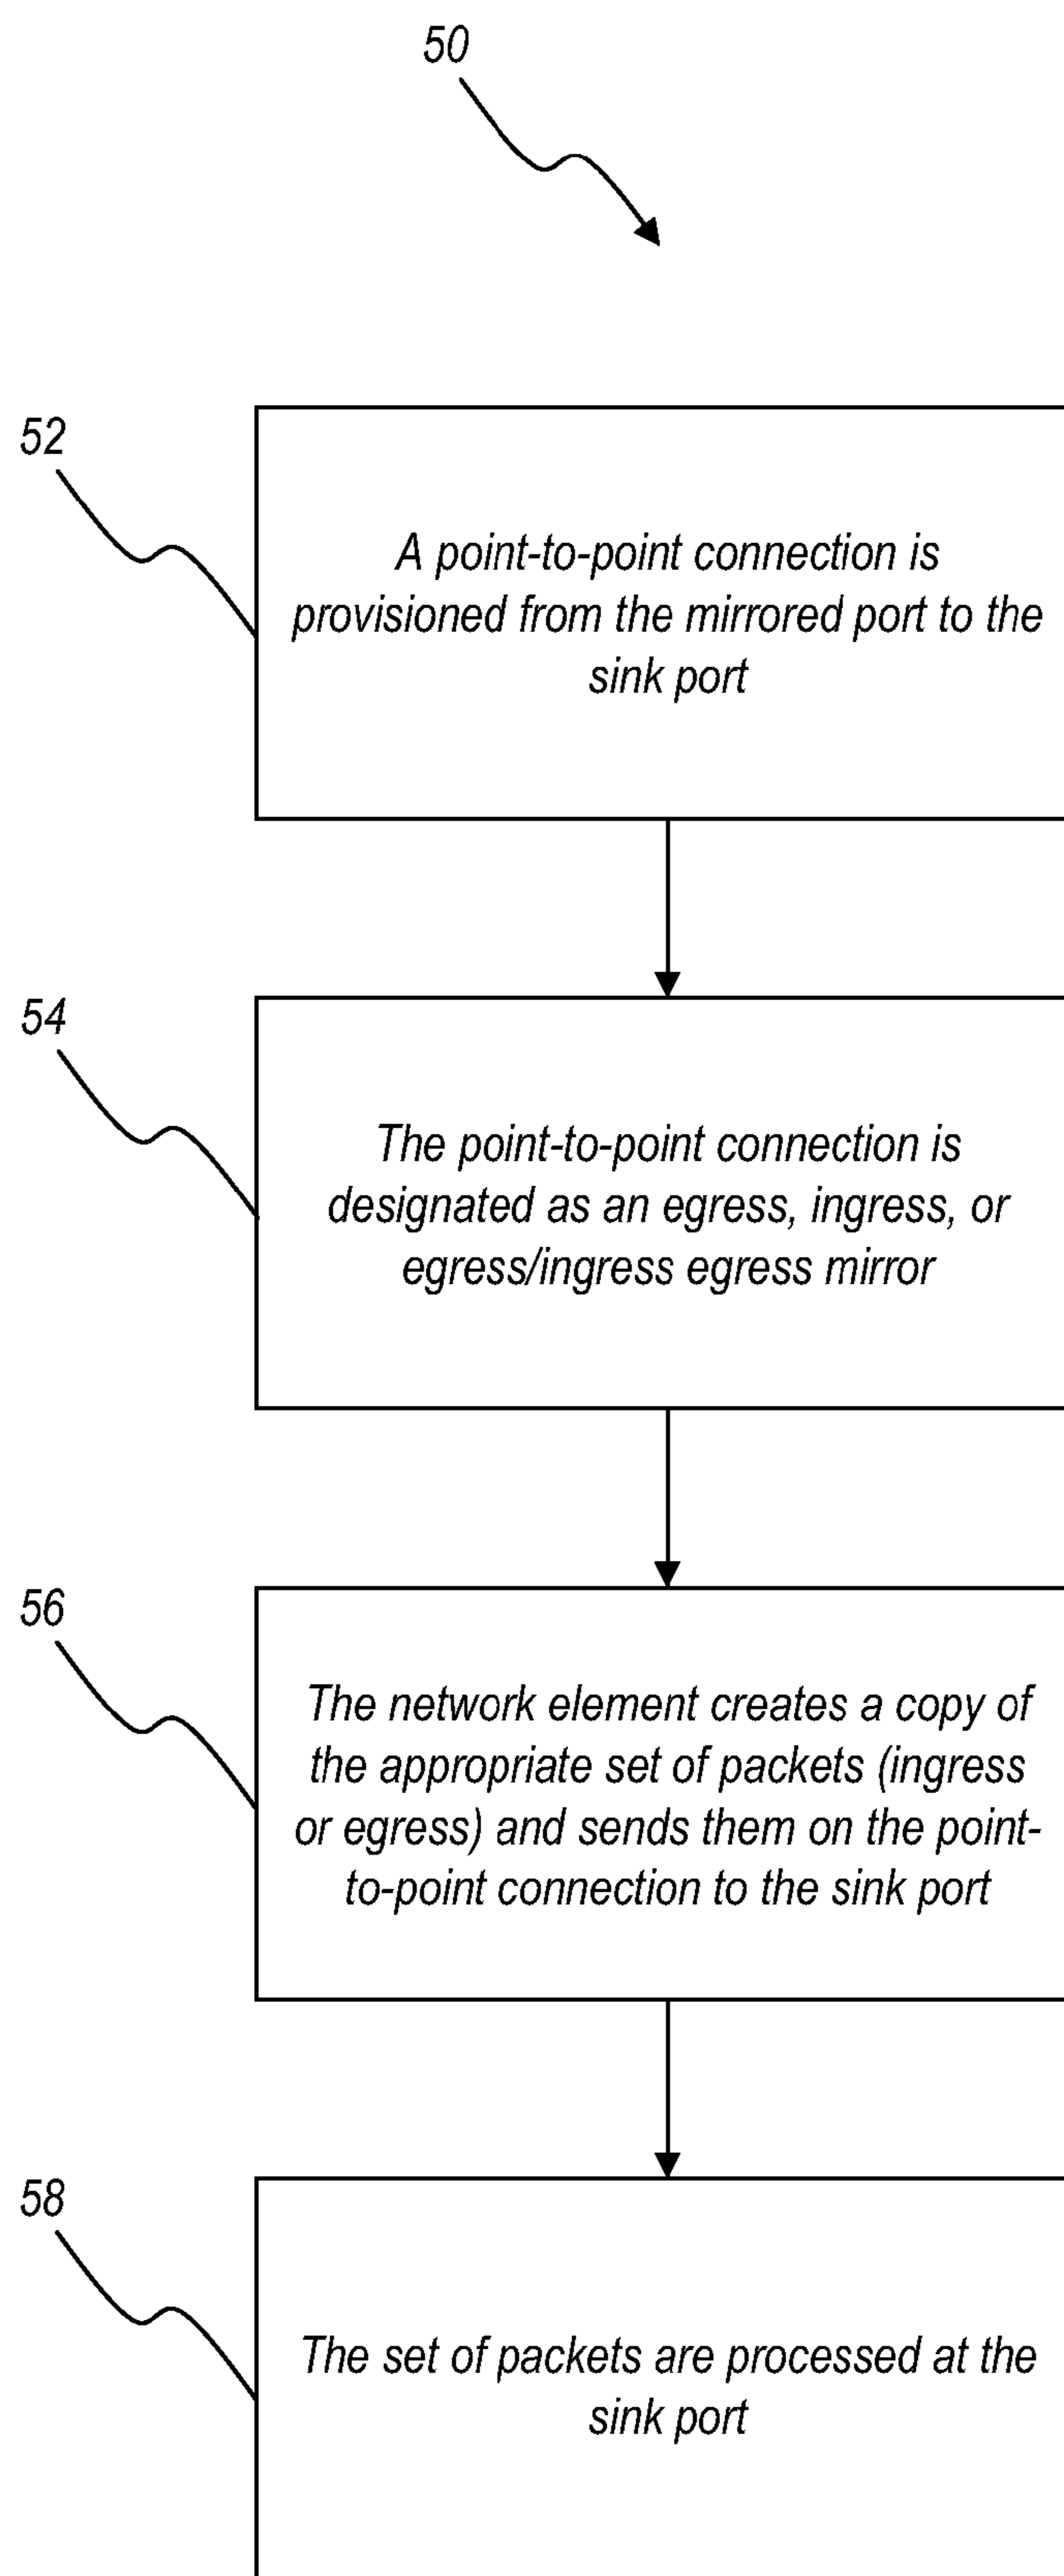 50
52
A point-to-point connection is
provisioned from the mirrored port to the
sink port
54
The point-to-point connection is
designated as an egress, ingress, or
egress/ingress egress mirror
56
The network element creates a copy of
the appropriate set of packets (ingress
or egress) and sends them on the point-
to-point connection to the sink port
58
The set of packets are processed at the
sink port